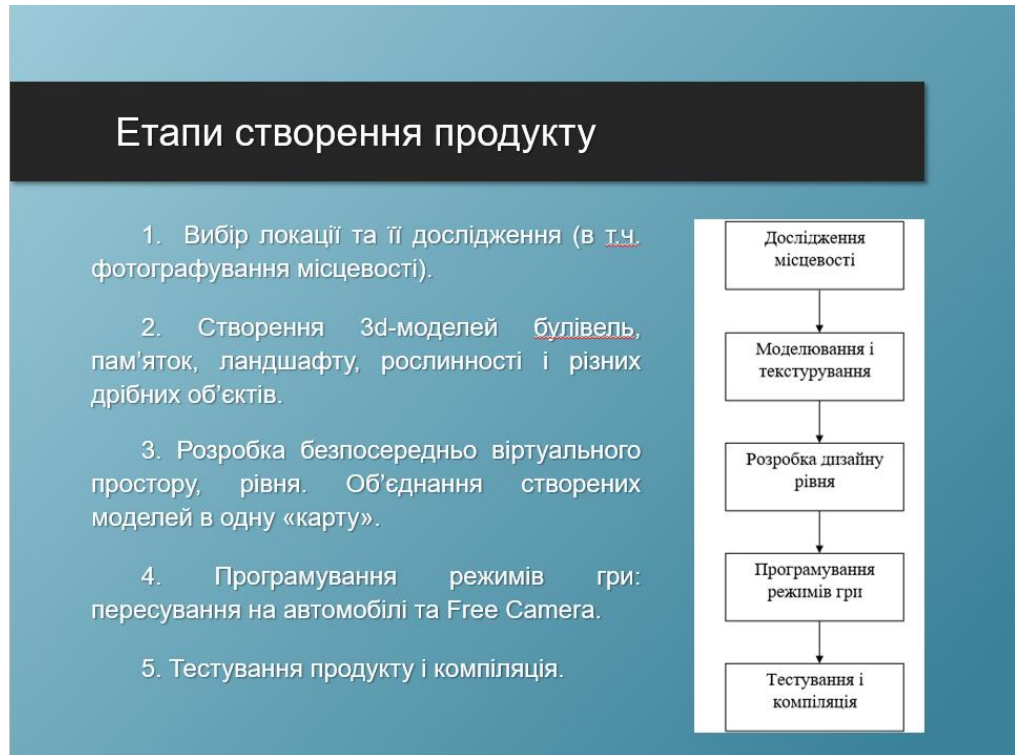 Етапи створення продукту
1. Вибір локації та її дослідження (в т.ч.
фотографування місцевості).
2. Створення 3d-моделей булівель,
пам’яток, ландшафту, рослинності і різних
дрібних об’єктів.
3. Розробка безпосередньо віртуального
простору, рівня. Об’єднання створених
моделей в одну «карту».
4. Програмування режимів гри:
пересування на автомобілі та Free Camera.
5. Тестування продукту і компіляція.
Дослідження
місцевості
Моделювання і
текстурування
Розробка дизайну
рівня
Програмування
режимів гри
Тестування і
компіляція